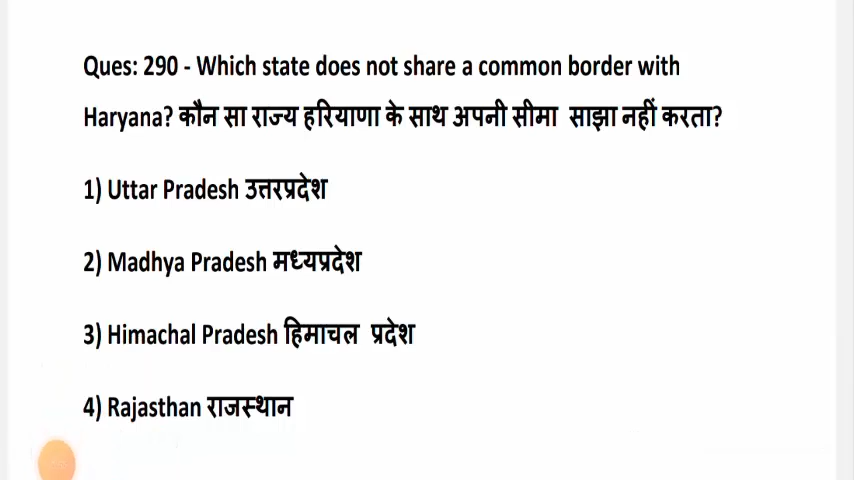 Ques: 290 - Which state does not share a common border with
Haryana? कौन सा राज्य हरियाणा के साथ अपनी सीमा साझा नहीं करता?
1) Uttar Pradesh उत्तरप्रदेश
2) Madhya Pradesh मध्यप्रदेश
3) Himachal Pradesh हिमाचल प्रदेश
4) Rajasthan राजस्थान